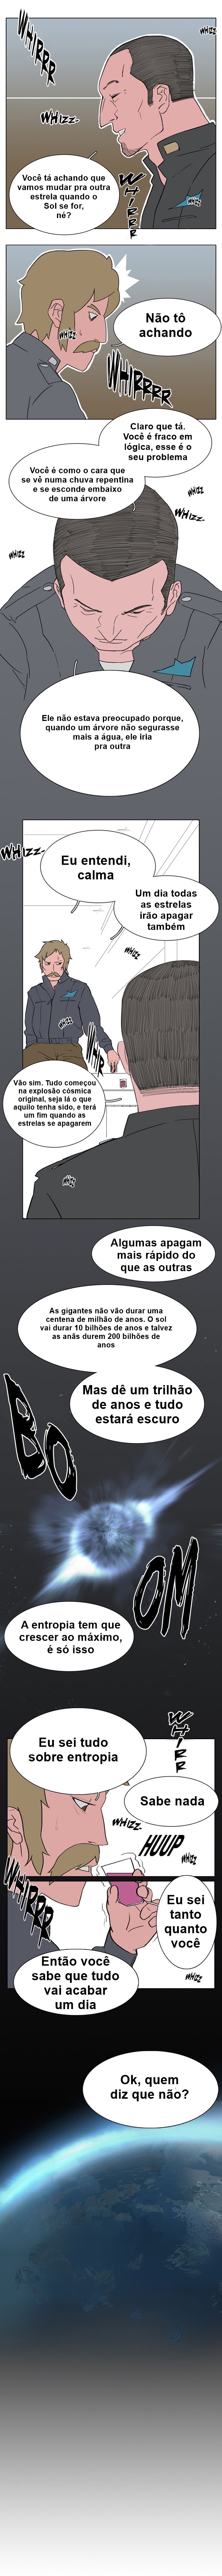 WHIRRR
WHIZZ
WHIZZ-
Você tá achando que
vamos mudar pra outra
estrela quando o
Sol se for,
né?
WHIRRR
WHIZZ
WHIZZ
Não tô
achando
WHIRRRR
Claro que tá.
Você é fraco em
lógica, esse é o
seu problema
Você é como o cara que
se vê numa chuva repentina
e se esconde embaixo
de uma árvore
WHIZZ
WHIZZ-
WHIZZ
Ele não estava preocupado porque,
quando um árvore não segurasse
mais a água, ele iria
pra outra
WHIZZ-
Eu entendi,
calma
Um dia todas
as estrelas
irão apagar
também
WHIZZ
WHIZZ
WHIRR
Vão sim. Tudo começou
na explosão cósmica
original, seja lá o que
aquilo tenha sido, e terá
um fim quando as
estrelas se apagarem
WHIZZ
Algumas apagam
mais rápido do
que as outras
As gigantes não vão durar uma
centena de milhão de anos. O sol
vai durar 10 bilhões de anos e talvez
as anãs durem 200 bilhões de
anos
Mas dê um trilhão
de anos e tudo
estará escuro
BO
OM
A entropia tem que
crescer ao máximo,
é só isso
WHIRR
Eu sei tudo
sobre entropia
Sabe nada
WHIZZ
HUUP
WHIZZ
WHIRRR
Eu sei
tanto
quanto
você
WHIZZ
Então você
sabe que tudo
vai acabar
um dia
Ok, quem
diz que não?